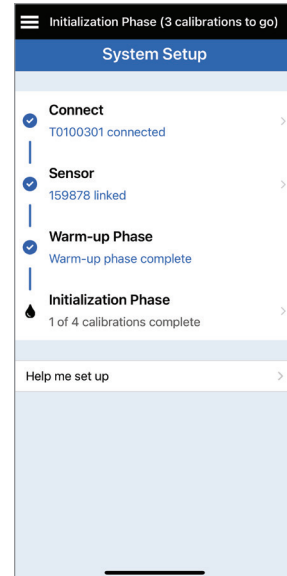 Initialization Phase (3 calibrations to go)
System Setup
Connect
T0100301 connected
Sensor
159878 linked
Warm-up Phase
Warm-up phase complete
Initialization Phase
1 of 4 calibrations complete
Help me set up